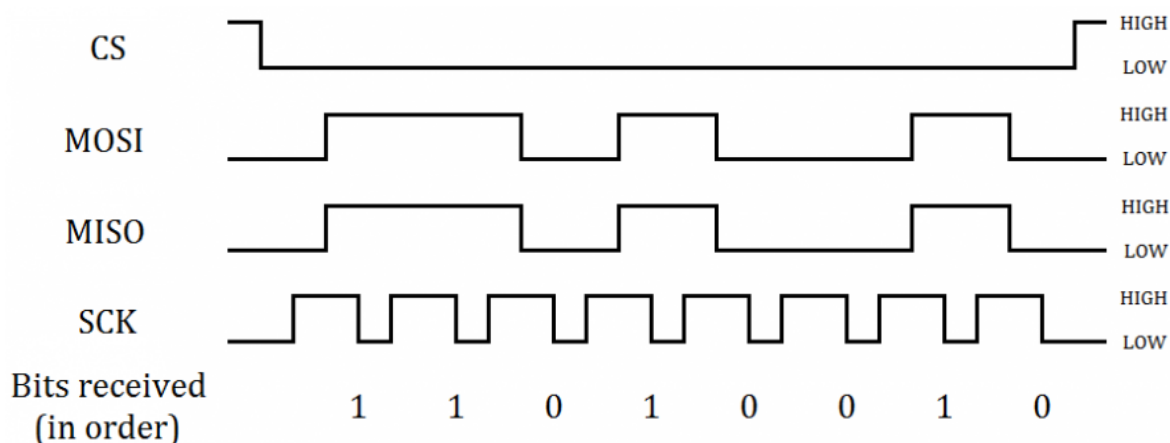 CS
HIGH
LOW
MOSI
HIGH
LOW
MISO
HIGH
LOW
SCK
HIGH
LOW
Bits received
(in order)
1 1 0 1 0 0 1 0